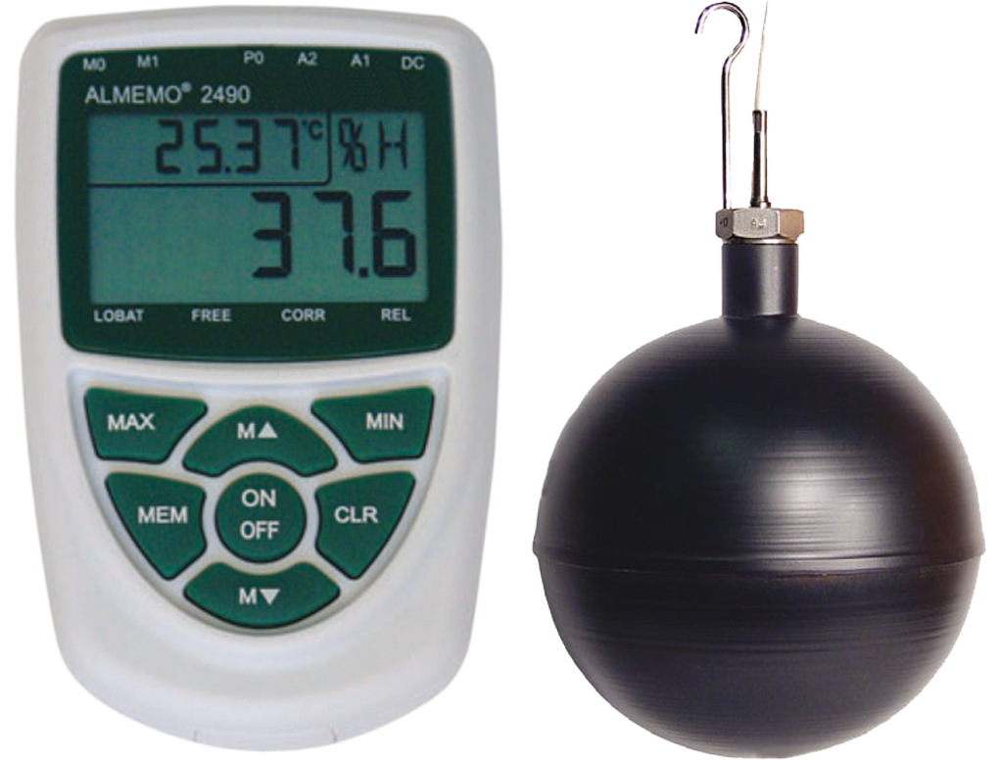 M0 M1 P0 A2 A1 DC
ALMEMO® 2490
25.37°C %H
37.6
LOBAT FREE CORR REL
MAX M▲ MIN
MEM ON OFF CLR
M▼